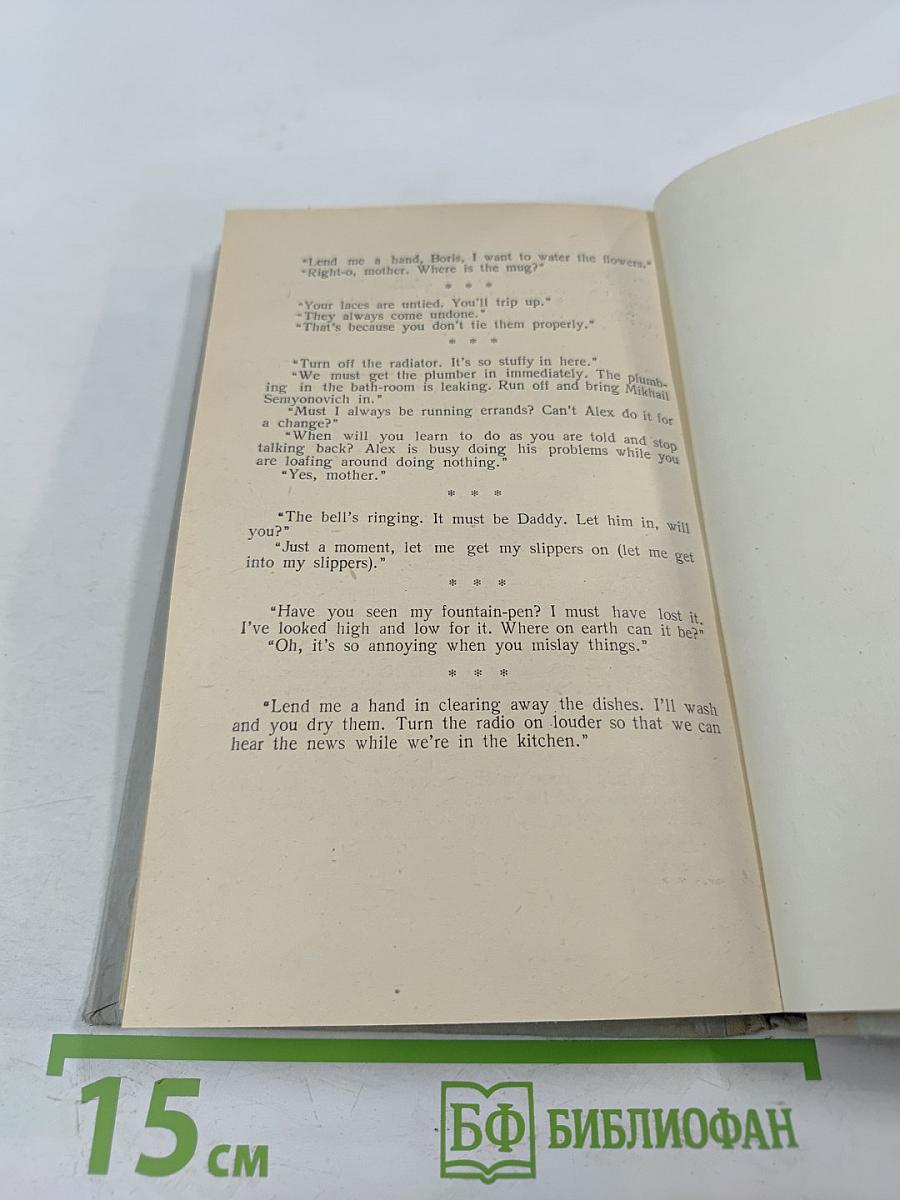 “Lend me a hand, Boris, I want to water the flowers.”
“Right-o, mother. Where is the mug?”
* * *
“Your laces are untied. You'll trip up.”
“They always come undone.”
“That's because you don't tie them properly.”
* * *
“Turn off the radiator. It's so stuffy in here.”
“We must get the plumber in immediately. The plumb-
ing in the bath-room is leaking. Run off and bring Mikhail
Semyonovich in.”
“Must I always be running errands? Can't Alex do it for
a change?”
“When will you learn to do as you are told and stop
talking back? Alex is busy doing his problems while you
are loafing around doing nothing.”
“Yes, mother.”
* * *
“The bell's ringing. It must be Daddy. Let him in, will
you?”
“Just a moment, let me get my slippers on (let me get
into my slippers).”
* * *
“Have you seen my fountain-pen? I must have lost it.
I've looked high and low for it. Where on earth can it be?”
“Oh, it's so annoying when you mislay things.”
* * *
“Lend me a hand in clearing away the dishes. I'll wash
and you dry them. Turn the radio on louder so that we can
hear the news while we're in the kitchen.”
15 см
БФ БИБЛИОФАН